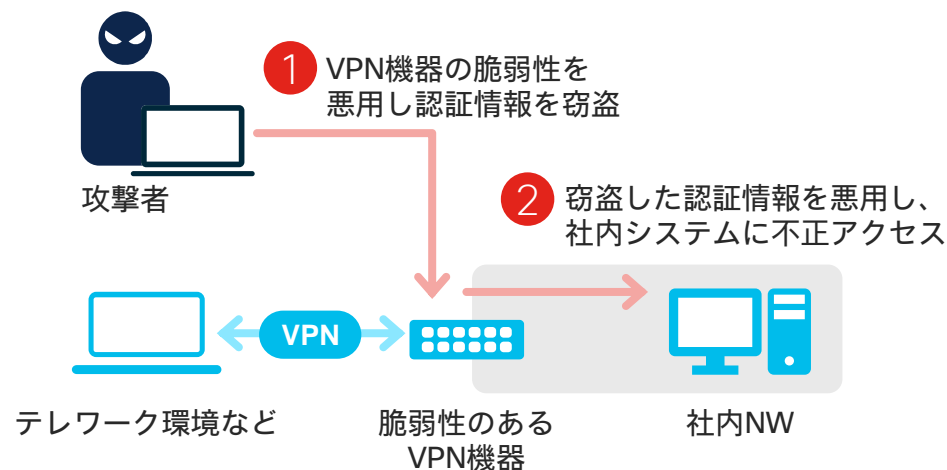 1 VPN機器の脆弱性を
悪用し認証情報を窃盗
攻撃者
2 窃盗した認証情報を悪用し、
社内システムに不正アクセス
VPN
テレワーク環境など
脆弱性のある
VPN機器
社内NW